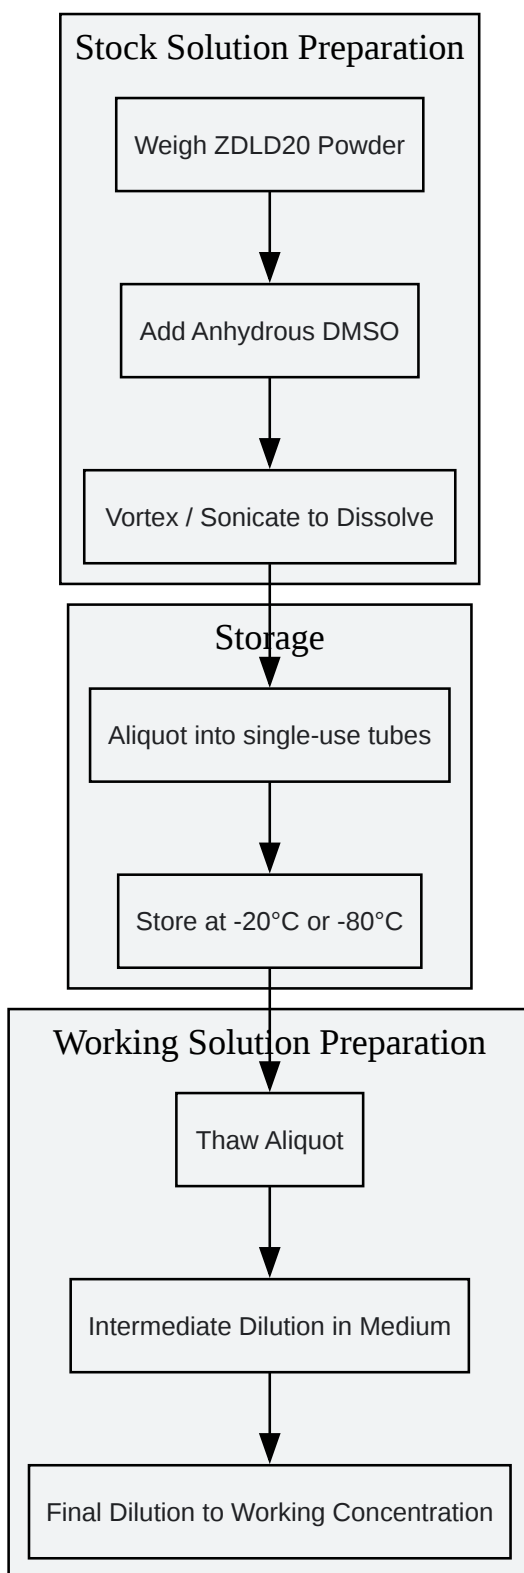 Stock Solution Preparation
Weigh ZDLD20 Powder
Add Anhydrous DMSO
Vortex / Sonicate to Dissolve
Storage
Aliquot into single-use tubes
Store at -20°C or -80°C
Working Solution Preparation
Thaw Aliquot
Intermediate Dilution in Medium
Final Dilution to Working Concentration